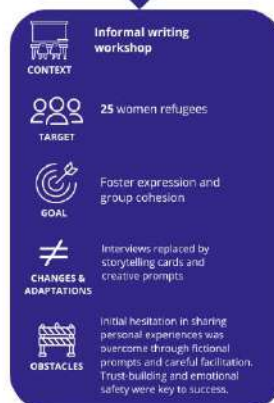 Informal writing
workshop
CONTEXT
25 women refugees
TARGET
Foster expression and
group cohesion
GOAL
Interviews replaced by
storytelling cards and
creative prompts
CHANGES &
ADAPTATIONS
Initial hesitation in sharing
personal experiences was
overcome through fictional
prompts and careful facilitation.
Trust-building and emotional
safety were key to success.
OBSTACLES